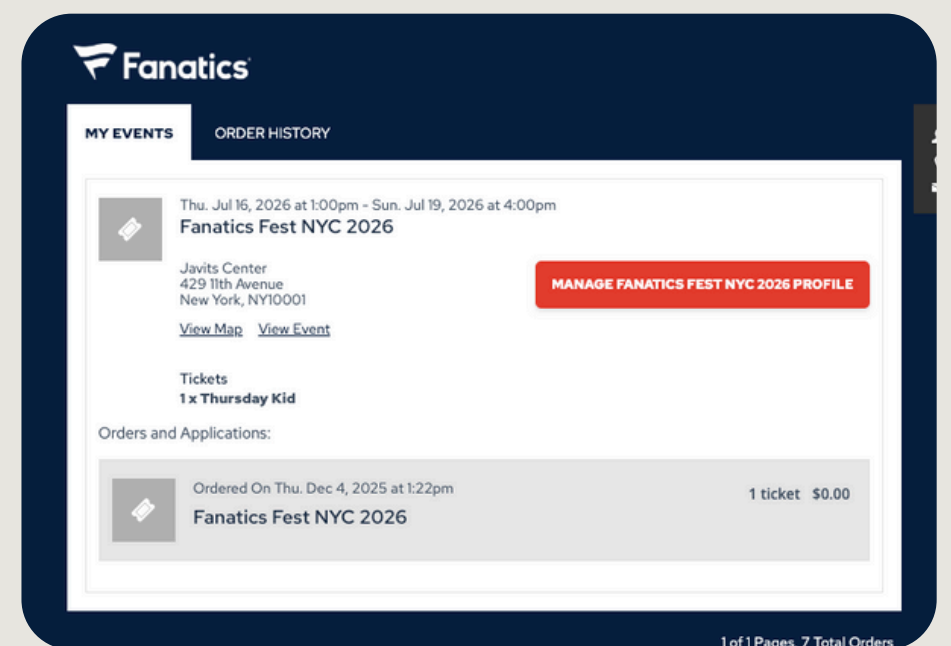 Fanatics
MY EVENTS
ORDER HISTORY
Thu. Jul 16, 2026 at 1:00pm - Sun. Jul 19, 2026 at 4:00pm
Fanatics Fest NYC 2026
Javits Center
429 11th Avenue
New York, NY10001
MANAGE FANATICS FEST NYC 2026 PROFILE
View Map View Event
Tickets
1 x Thursday Kid
Orders and Applications:
Ordered On Thu. Dec 4, 2025 at 1:22pm
Fanatics Fest NYC 2026
1 ticket $0.00
1 of 1 Pages, 7 Total Orders